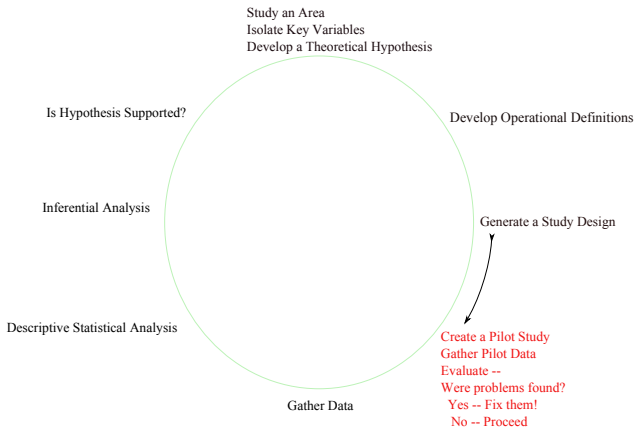 Study an Area
Isolate Key Variables
Develop a Theoretical Hypothesis
Develop Operational Definitions
Generate a Study Design
Create a Pilot Study
Gather Pilot Data
Evaluate --
Were problems found?
Yes -- Fix them!
No -- Proceed
Gather Data
Descriptive Statistical Analysis
Inferential Analysis
Is Hypothesis Supported?